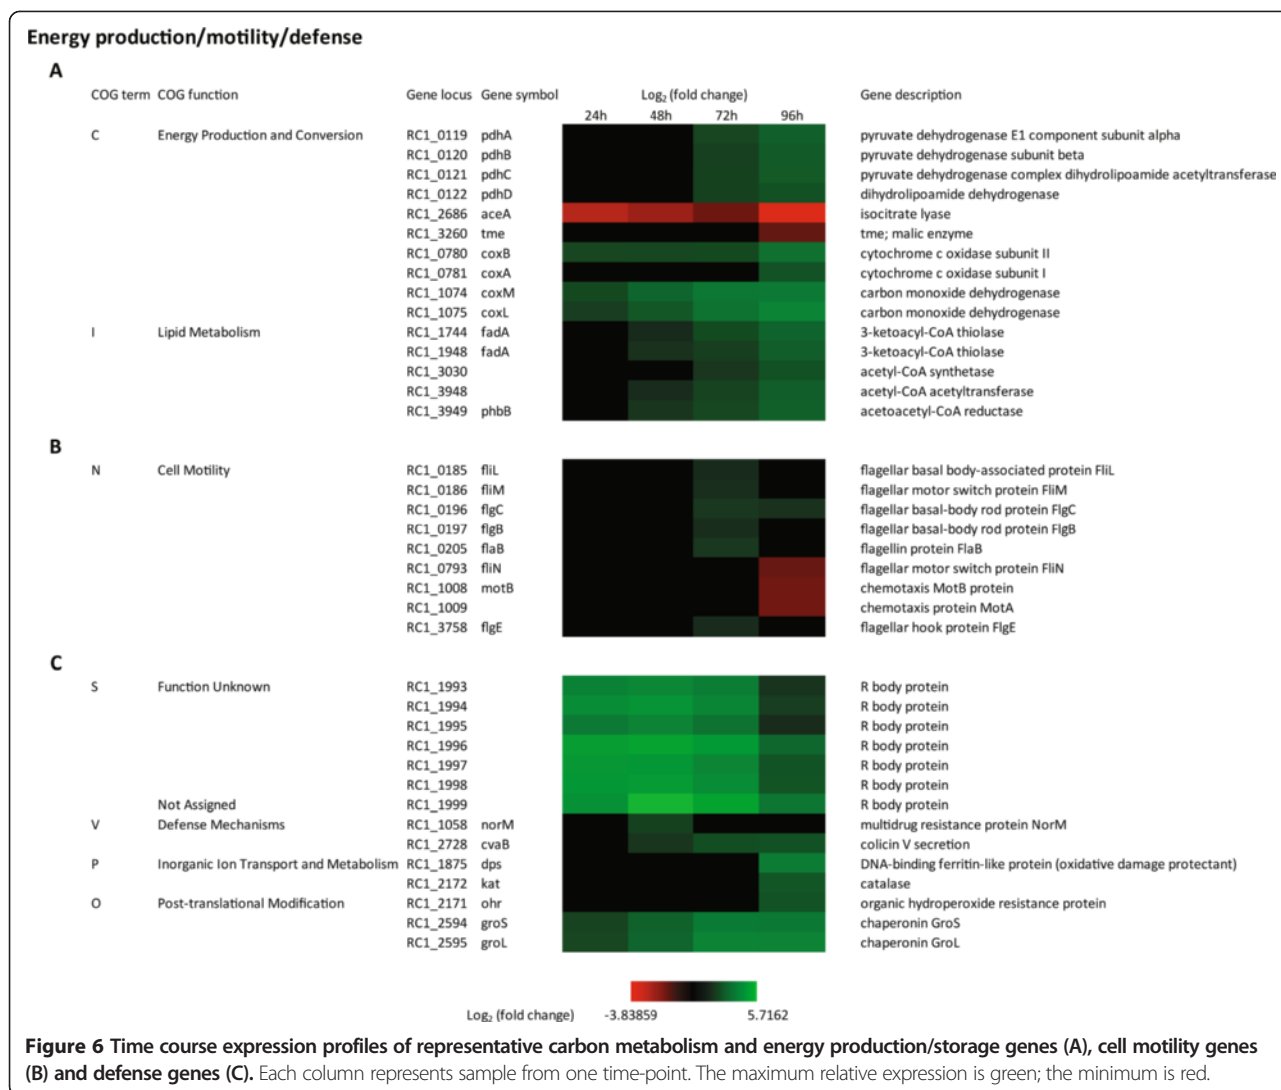 Energy production/motility/defense
A
COG term COG function Gene locus Gene symbol Log2 (fold change) Gene description
24h 48h 72h 96h
C Energy Production and Conversion RC1_0119 pdhA pyruvate dehydrogenase E1 component subunit alpha
RC1_0120 pdhB pyruvate dehydrogenase subunit beta
RC1_0121 pdhC pyruvate dehydrogenase complex dihydrolipoamide acetyltransferase
RC1_0122 pdhD dihydrolipoamide dehydrogenase
RC1_2686 aceA isocitrate lyase
RC1_3260 tme tme; malic enzyme
RC1_0780 coxB cytochrome c oxidase subunit II
RC1_0781 coxA cytochrome c oxidase subunit I
RC1_1074 coxM carbon monoxide dehydrogenase
RC1_1075 coxL carbon monoxide dehydrogenase
I Lipid Metabolism RC1_1744 fadA 3-ketoacyl-CoA thiolase
RC1_1948 fadA 3-ketoacyl-CoA thiolase
RC1_3030 acetyl-CoA synthetase
RC1_3948 acetyl-CoA acetyltransferase
RC1_3949 phbB acetoacetyl-CoA reductase
B
N Cell Motility RC1_0185 fliL flagellar basal body-associated protein FliL
RC1_0186 fliM flagellar motor switch protein FliM
RC1_0196 flgC flagellar basal-body rod protein FlgC
RC1_0197 flgB flagellar basal-body rod protein FlgB
RC1_0205 flaB flagellin protein FlaB
RC1_0793 fliN flagellar motor switch protein FliN
RC1_1008 motB chemotaxis MotB protein
RC1_1009 chemotaxis protein MotA
RC1_3758 flgE flagellar hook protein FlgE
C
S Function Unknown RC1_1993 R body protein
RC1_1994 R body protein
RC1_1995 R body protein
RC1_1996 R body protein
RC1_1997 R body protein
RC1_1998 R body protein
Not Assigned RC1_1999 R body protein
V Defense Mechanisms RC1_1058 norM multidrug resistance protein NorM
RC1_2728 cvaB colicin V secretion
P Inorganic Ion Transport and Metabolism RC1_1875 dps DNA-binding ferritin-like protein (oxidative damage protectant)
RC1_2172 kat catalase
O Post-translational Modification RC1_2171 ohr organic hydroperoxide resistance protein
RC1_2594 groS chaperonin GroS
RC1_2595 groL chaperonin GroL
Log2 (fold change) -3.83859 5.7162
Figure 6 Time course expression profiles of representative carbon metabolism and energy production/storage genes (A), cell motility genes
(B) and defense genes (C). Each column represents sample from one time-point. The maximum relative expression is green; the minimum is red.